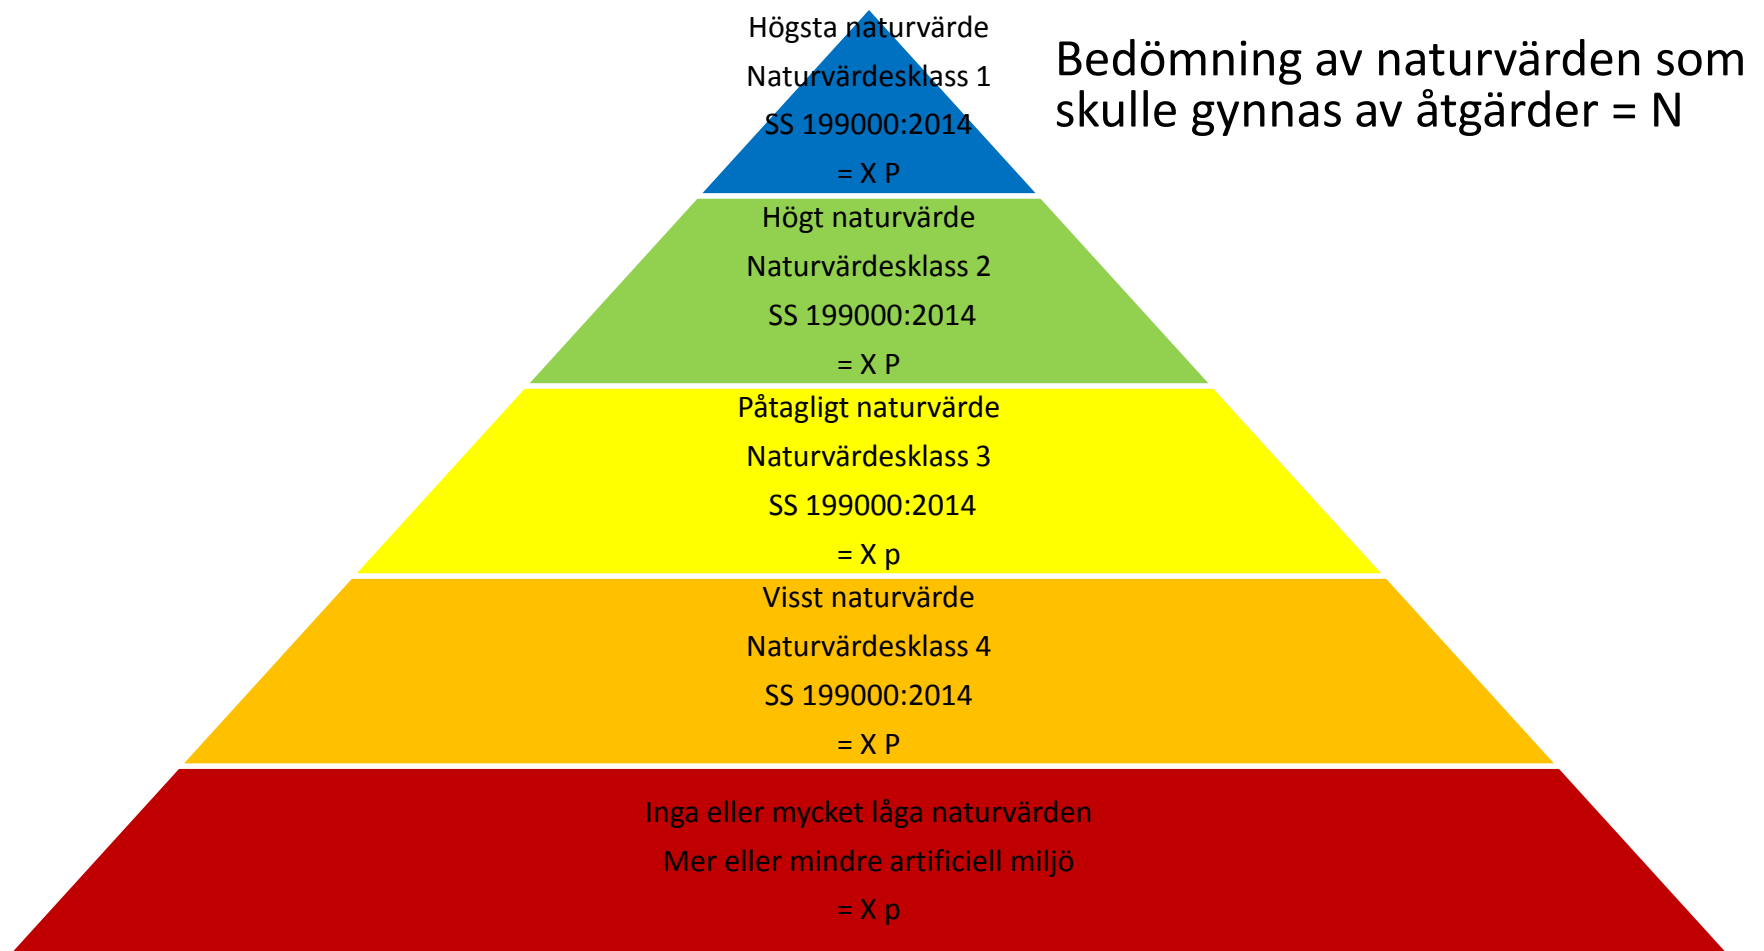 Bedömning av naturvärden som
skulle gynnas av åtgärder = N
Högsta naturvärde
Naturvärdesklass 1
SS 199000:2014
= X P
Högt naturvärde
Naturvärdesklass 2
SS 199000:2014
= X P
Påtagligt naturvärde
Naturvärdesklass 3
SS 199000:2014
= X p
Visst naturvärde
Naturvärdesklass 4
SS 199000:2014
= X P
Inga eller mycket låga naturvärden
Mer eller mindre artificiell miljö
= X p